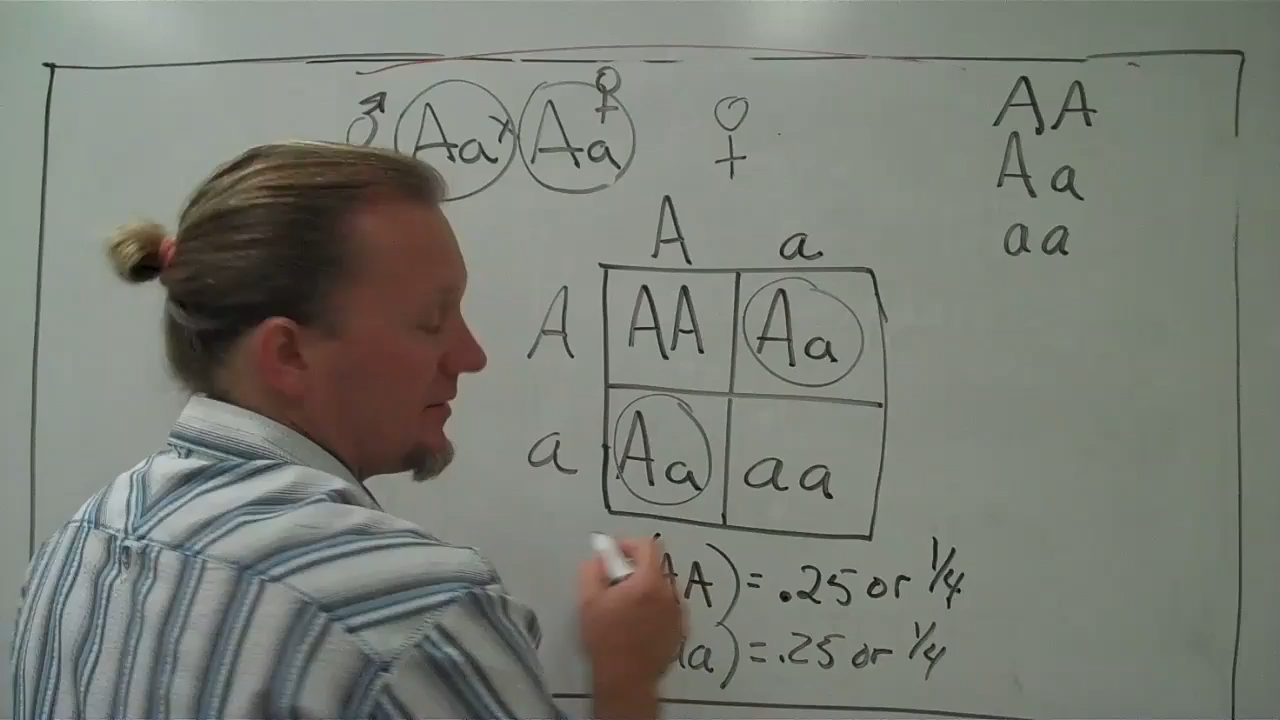 ♂ Aa x Aa ♀ ♀
AA
Aa
aa
A a
A AA Aa
a Aa aa
AA) = .25 or 1/4
a) = .25 or 1/4